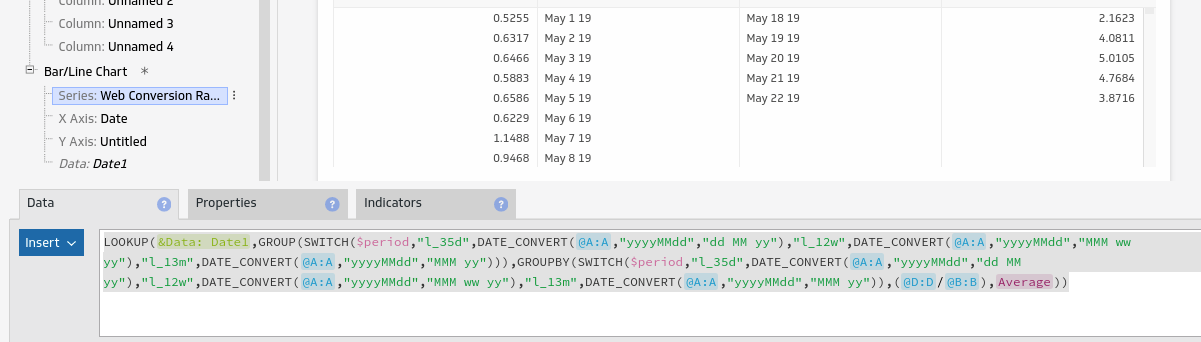 Column: Unnamed 2
Column: Unnamed 3
Column: Unnamed 4
Bar/Line Chart *
Series: Web Conversion Ra...
X Axis: Date
Y Axis: Untitled
Data: Date1
0.5255 May 1 19 May 18 19 2.1623
0.6317 May 2 19 May 19 19 4.0811
0.6466 May 3 19 May 20 19 5.0105
0.5883 May 4 19 May 21 19 4.7684
0.6586 May 5 19 May 22 19 3.8716
0.6229 May 6 19
1.1488 May 7 19
0.9468 May 8 19
Data ? Properties ? Indicators ?
Insert
LOOKUP(&Data: Date1,GROUP(SWITCH($period,"l_35d",DATE_CONVERT(@A:A,"yyyyMMdd","dd MM yy"),"l_12w",DATE_CONVERT(@A:A,"yyyyMMdd","MMM ww
yy"),"l_13m",DATE_CONVERT(@A:A,"yyyyMMdd","MMM yy"))),GROUPBY(SWITCH($period,"l_35d",DATE_CONVERT(@A:A,"yyyyMMdd","dd MM
yy"),"l_12w",DATE_CONVERT(@A:A,"yyyyMMdd","MMM ww yy"),"l_13m",DATE_CONVERT(@A:A,"yyyyMMdd","MMM yy")),(@D:D/@B:B),Average))